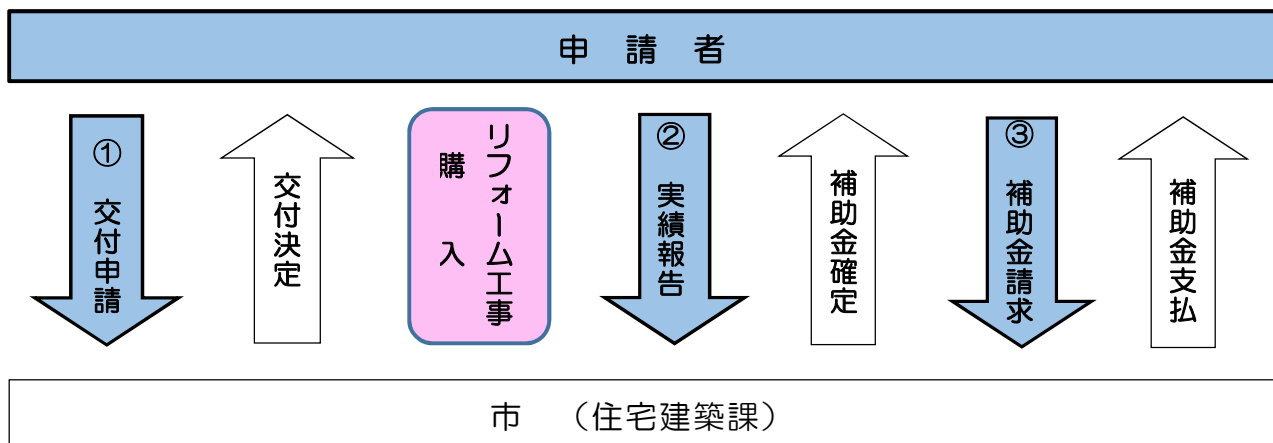 申請者
① 交付申請
交付決定
リフォーム工事
購入
② 実績報告
補助金確定
③ 補助金請求
補助金支払
市 （住宅建築課）